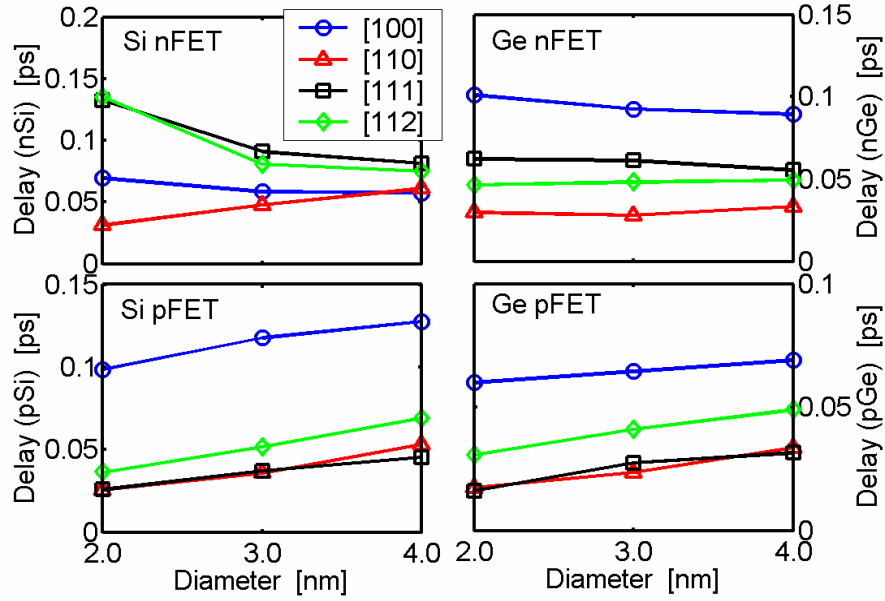 0.2
0.15
0.1
0.05
0
Delay (nSi) [ps]
Si nFET
[100]
[110]
[111]
[112]
Ge nFET
0.15
0.1
0.05
0
Delay (nGe) [ps]
0.15
0.1
0.05
0
Delay (pSi) [ps]
Si pFET
2.0 3.0 4.0
Diameter [nm]
Ge pFET
0.1
0.05
0
Delay (pGe) [ps]
2.0 3.0 4.0
Diameter [nm]